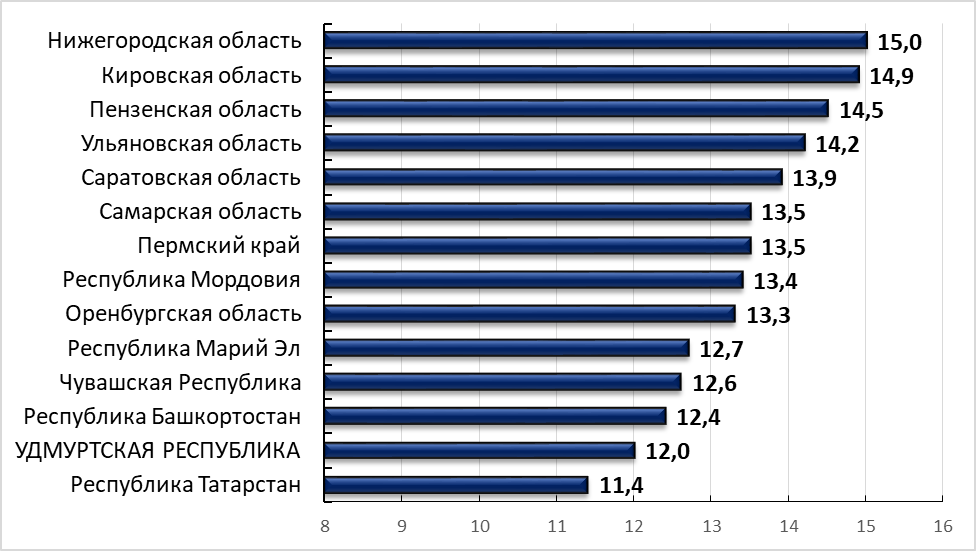 Нижегородская область 15,0
Кировская область 14,9
Пензенская область 14,5
Ульяновская область 14,2
Саратовская область 13,9
Самарская область 13,5
Пермский край 13,5
Республика Мордовия 13,4
Оренбургская область 13,3
Республика Марий Эл 12,7
Чувашская Республика 12,6
Республика Башкортостан 12,4
УДМУРТСКАЯ РЕСПУБЛИКА 12,0
Республика Татарстан 11,4
8 9 10 11 12 13 14 15 16